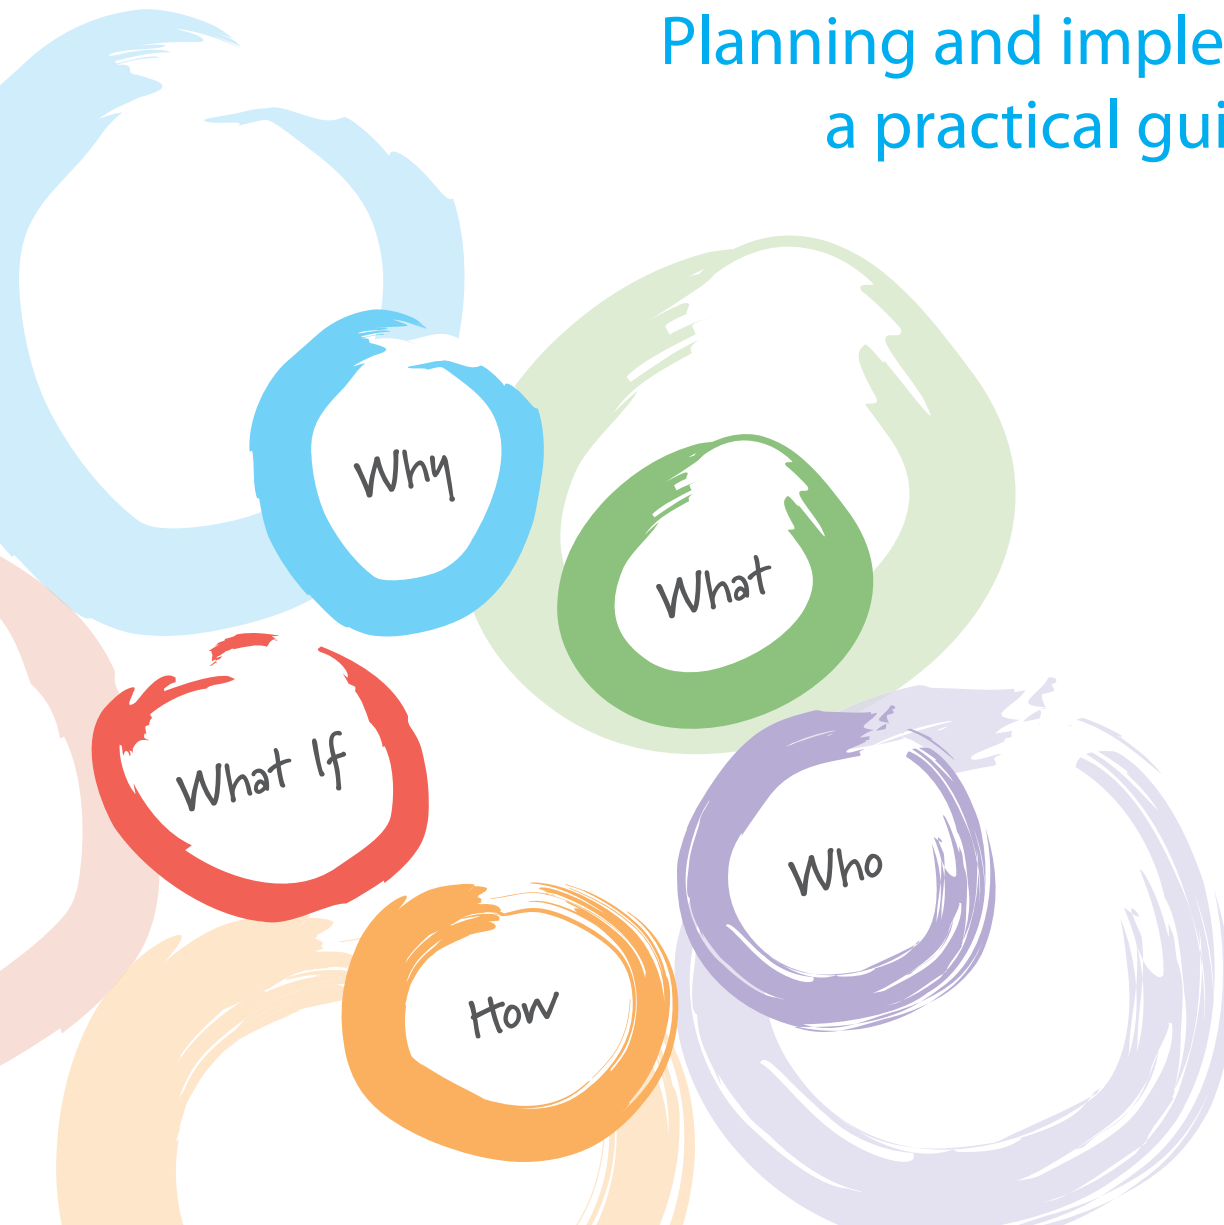 Planning and imple
a practical gui
Why
What
What If
Who
How